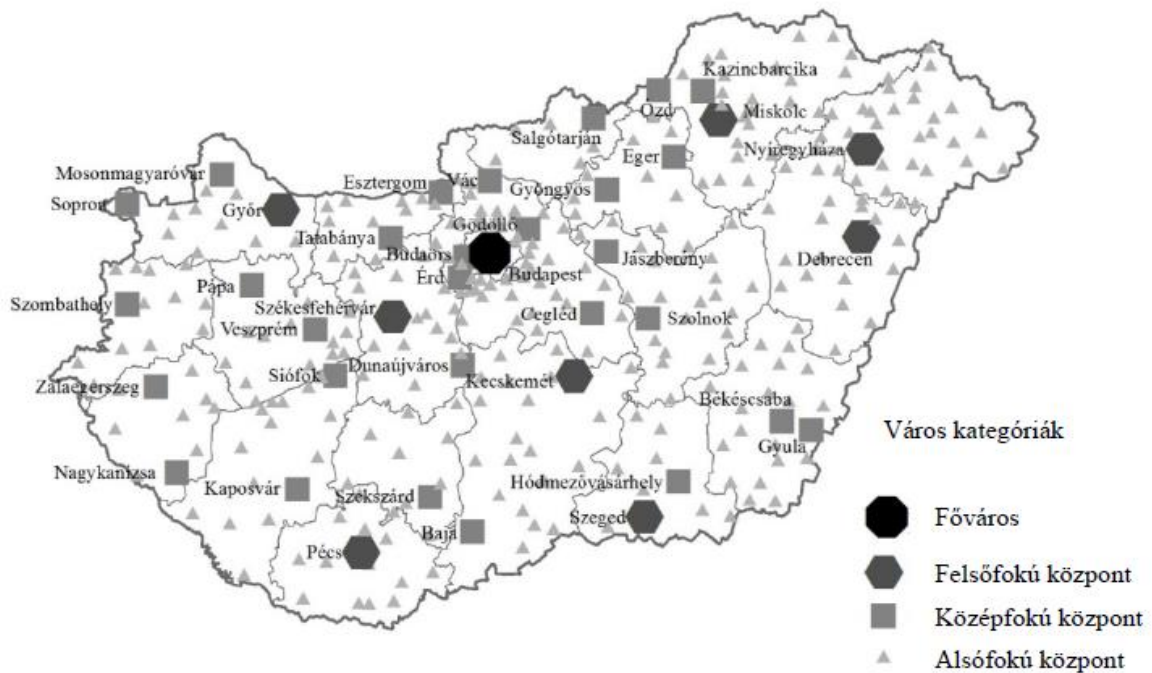 Kazincbarcika
Ózd
Miskolc
Salgótarján
Nyíregyháza
Eger
Mosonmagyaróvár
Esztergom
Vác
Gyöngyös
Sopron
Győr
Gödöllő
Tatabánya
Budaörs
Jászberény
Debrecen
Érd
Budapest
Pápa
Szombathely
Székesfehérvár
Cegléd
Szolnok
Veszprém
Siófok
Dunaújváros
Kecskemét
Zalaegerszeg
Békéscsaba
Város kategóriák
Gyula
Nagykanizsa
Kaposvár
Szekszárd
Hódmezővásárhely
Szeged
Főváros
Baja
Pécs
Felsőfokú központ
Középfokú központ
Alsófokú központ